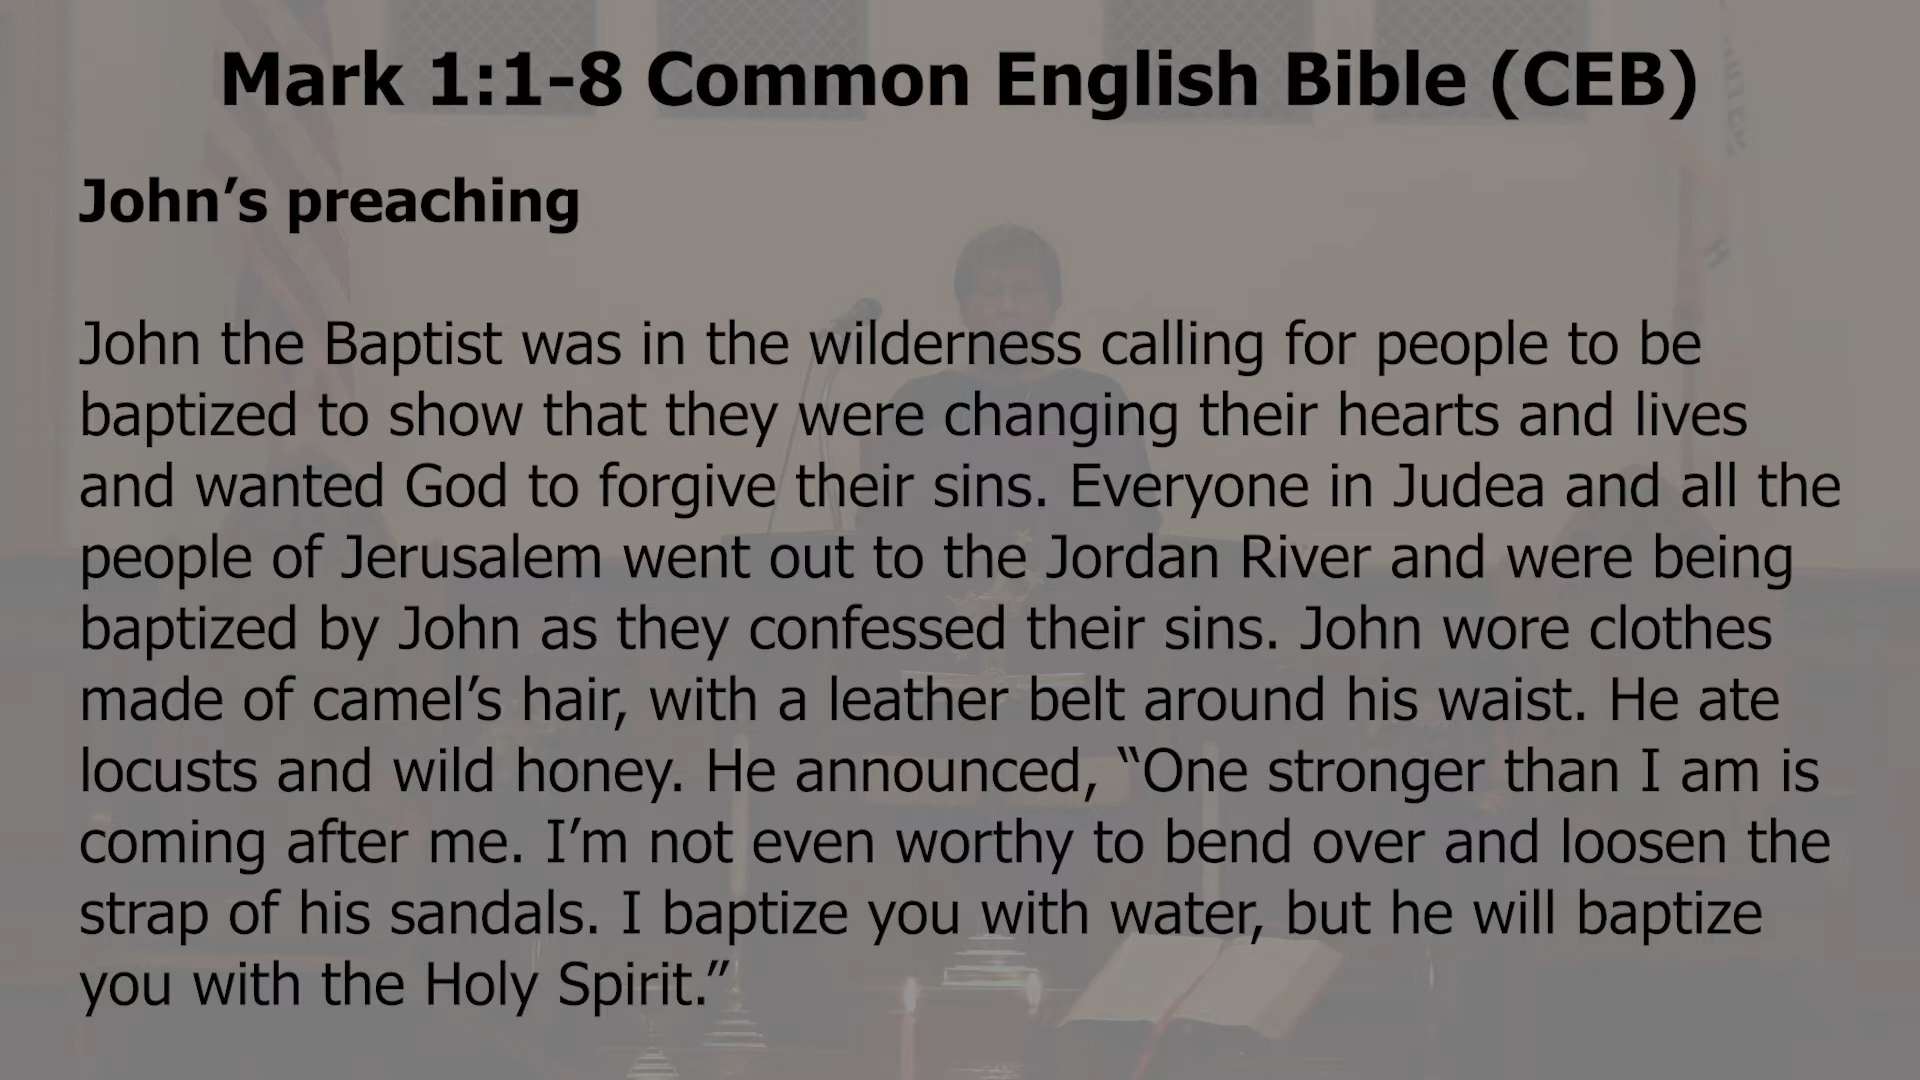 Mark 1:1-8 Common English Bible (CEB)
John’s preaching
John the Baptist was in the wilderness calling for people to be
baptized to show that they were changing their hearts and lives
and wanted God to forgive their sins. Everyone in Judea and all the
people of Jerusalem went out to the Jordan River and were being
baptized by John as they confessed their sins. John wore clothes
made of camel’s hair, with a leather belt around his waist. He ate
locusts and wild honey. He announced, “One stronger than I am is
coming after me. I’m not even worthy to bend over and loosen the
strap of his sandals. I baptize you with water, but he will baptize
you with the Holy Spirit.”